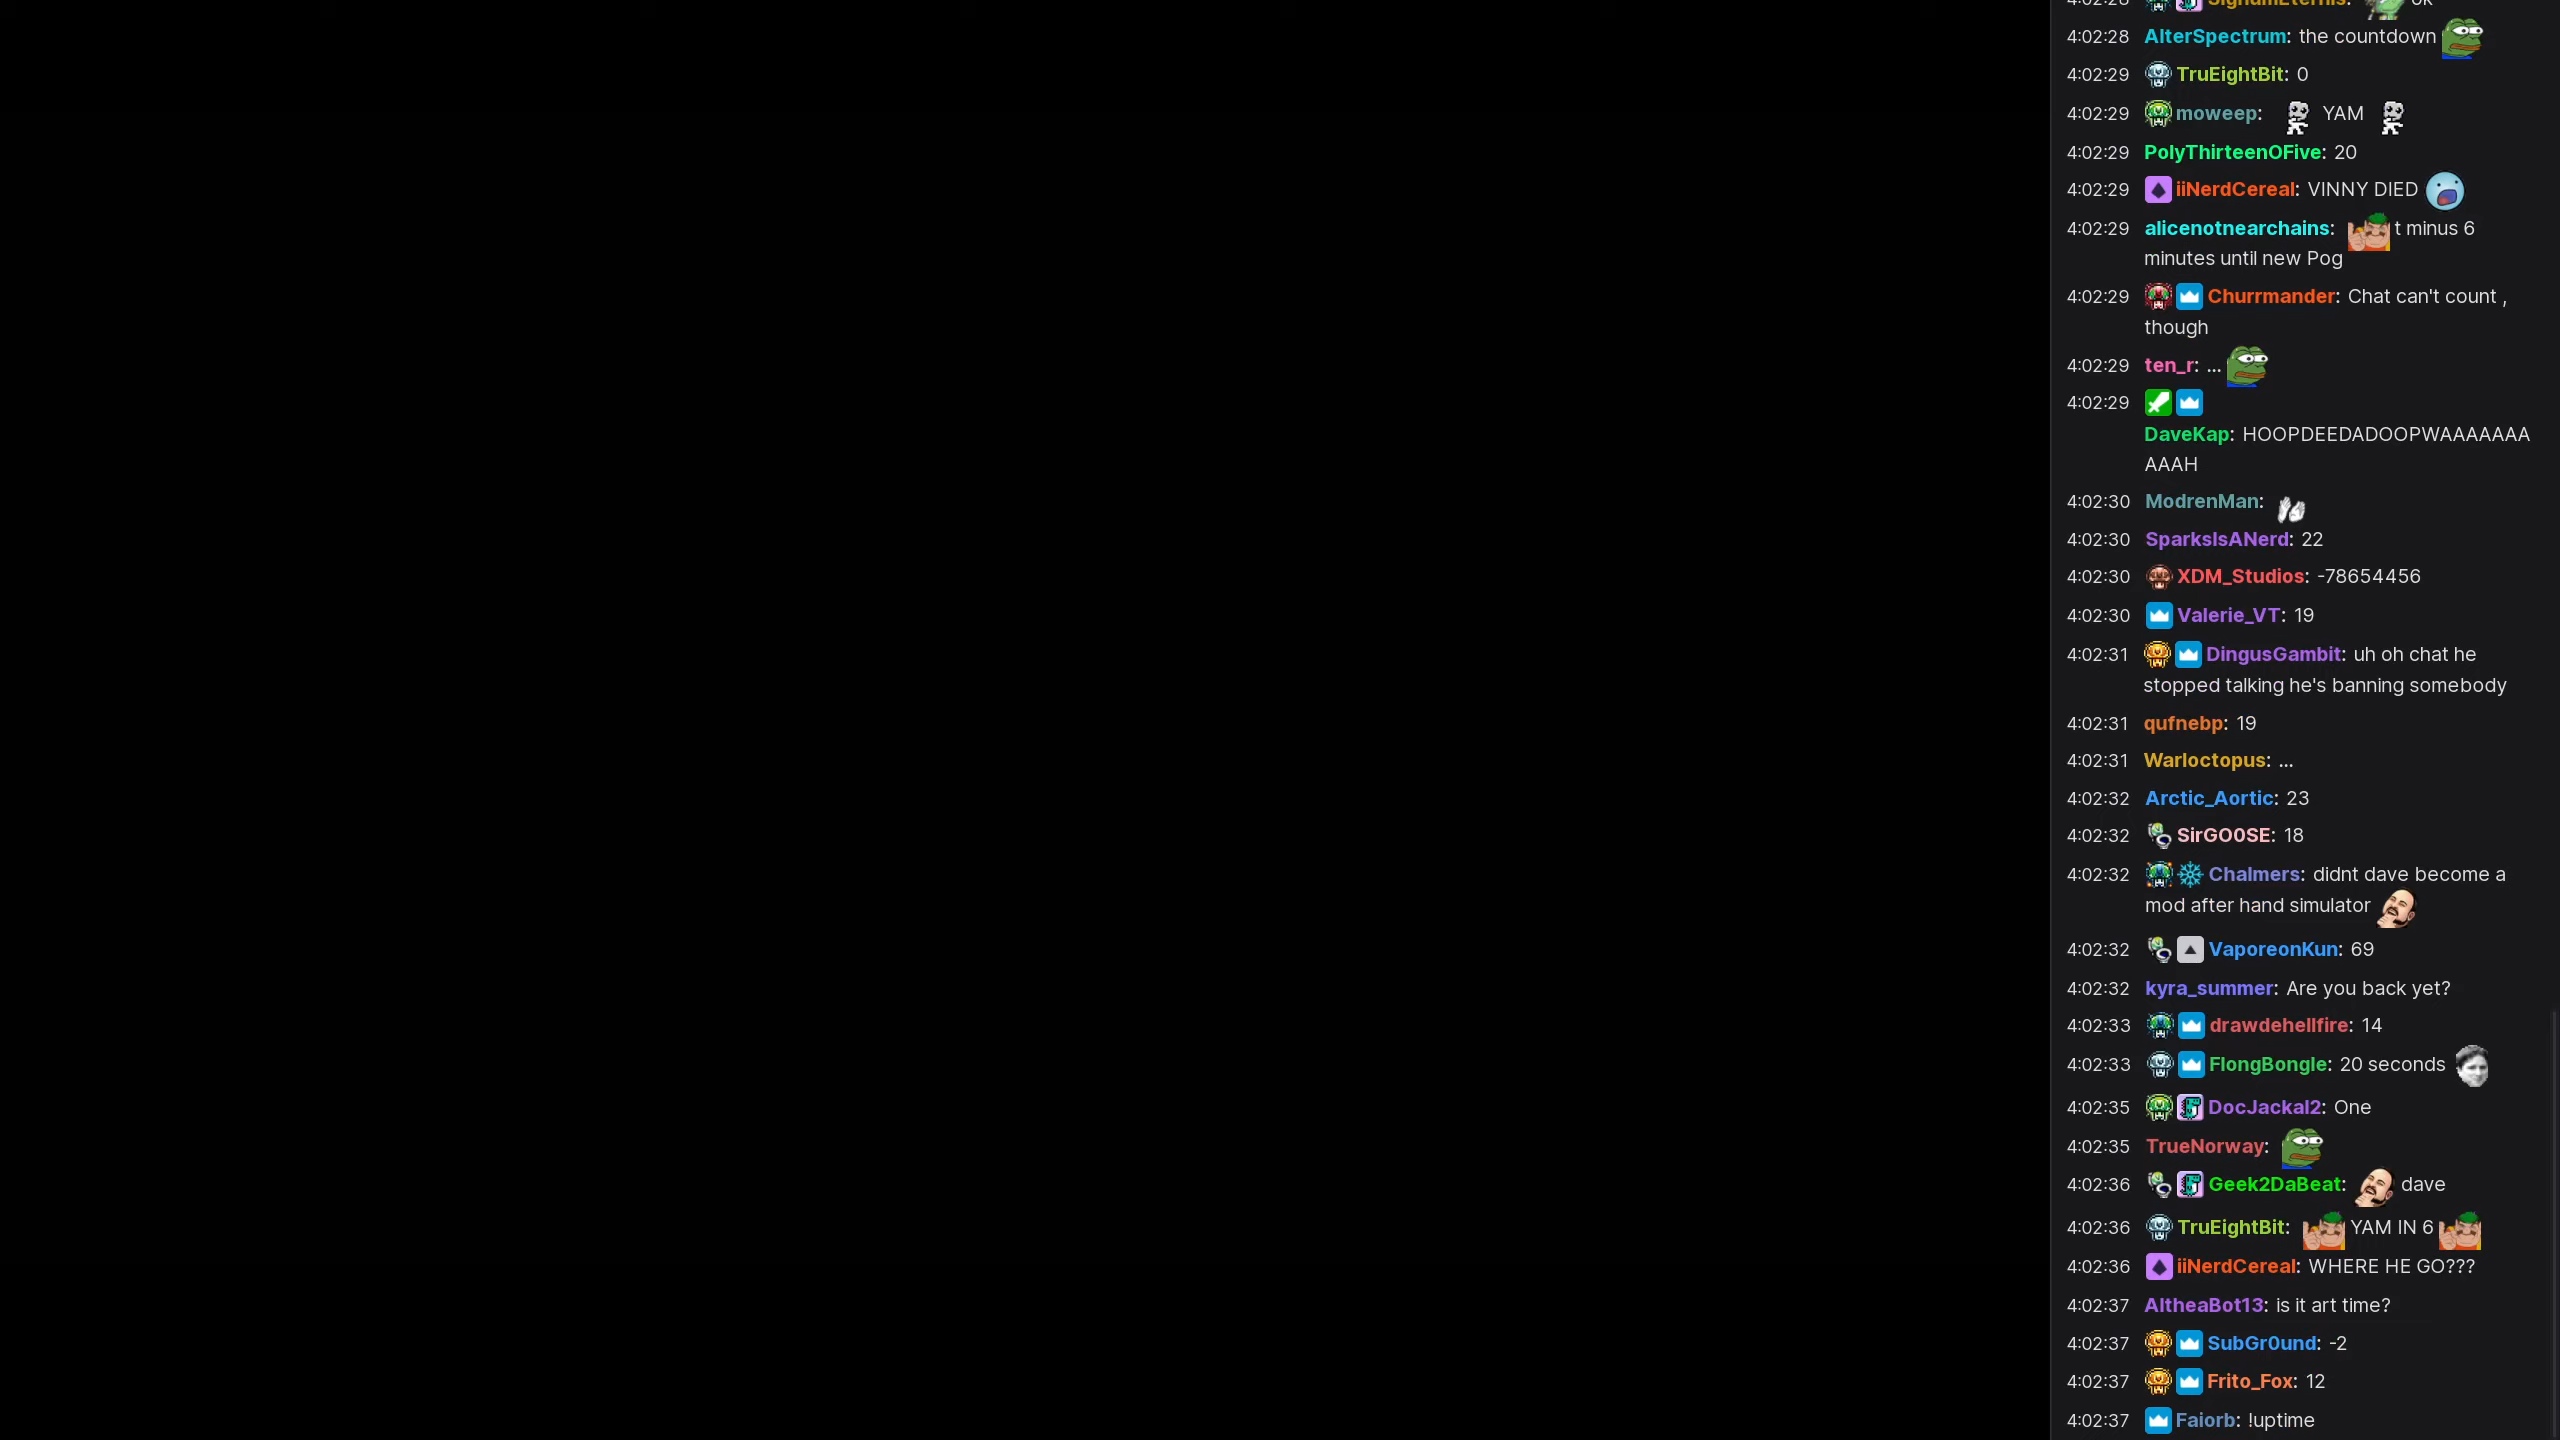 4:02:28 SignumEternis: ok
4:02:28 AlterSpectrum: the countdown
4:02:29 TruEightBit: 0
4:02:29 moweep: YAM
4:02:29 PolyThirteenOFive: 20
4:02:29 iiNerdCereal: VINNY DIED
4:02:29 alicenotnearchains: t minus 6
minutes until new Pog
4:02:29 Churrmander: Chat can't count ,
though
4:02:29 ten_r: ...
4:02:29
DaveKap: HOOPDEEDADOOPWAAAAAAA
AAAH
4:02:30 ModrenMan:
4:02:30 SparksIsANerd: 22
4:02:30 XDM_Studios: -78654456
4:02:30 Valerie_VT: 19
4:02:31 DingusGambit: uh oh chat he
stopped talking he's banning somebody
4:02:31 qufnebp: 19
4:02:31 Warloctopus: ...
4:02:32 Arctic_Aortic: 23
4:02:32 SirGO0SE: 18
4:02:32 Chalmers: didnt dave become a
mod after hand simulator
4:02:32 VaporeonKun: 69
4:02:32 kyra_summer: Are you back yet?
4:02:33 drawdehellfire: 14
4:02:33 FlongBongle: 20 seconds
4:02:35 DocJackal2: One
4:02:35 TrueNorway:
4:02:36 Geek2DaBeat: dave
4:02:36 TruEightBit: YAM IN 6
4:02:36 iiNerdCereal: WHERE HE GO???
4:02:37 AltheaBot13: is it art time?
4:02:37 SubGr0und: -2
4:02:37 Frito_Fox: 12
4:02:37 Faiorb: !uptime